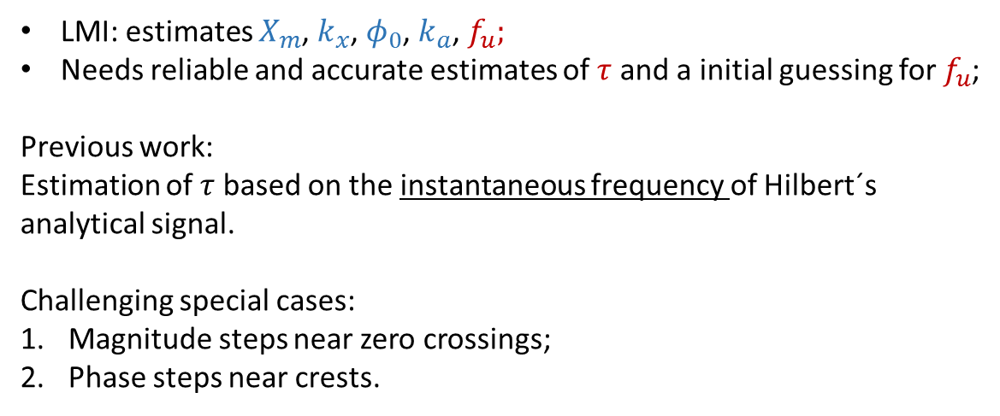 • LMI: estimates $X_m$, $k_x$, $\phi_0$, $k_a$, $f_u$;
• Needs reliable and accurate estimates of $\tau$ and a initial guessing for $f_u$;
Previous work:
Estimation of $\tau$ based on the instantaneous frequency of Hilbert´s
analytical signal.
Challenging special cases:
1. Magnitude steps near zero crossings;
2. Phase steps near crests.